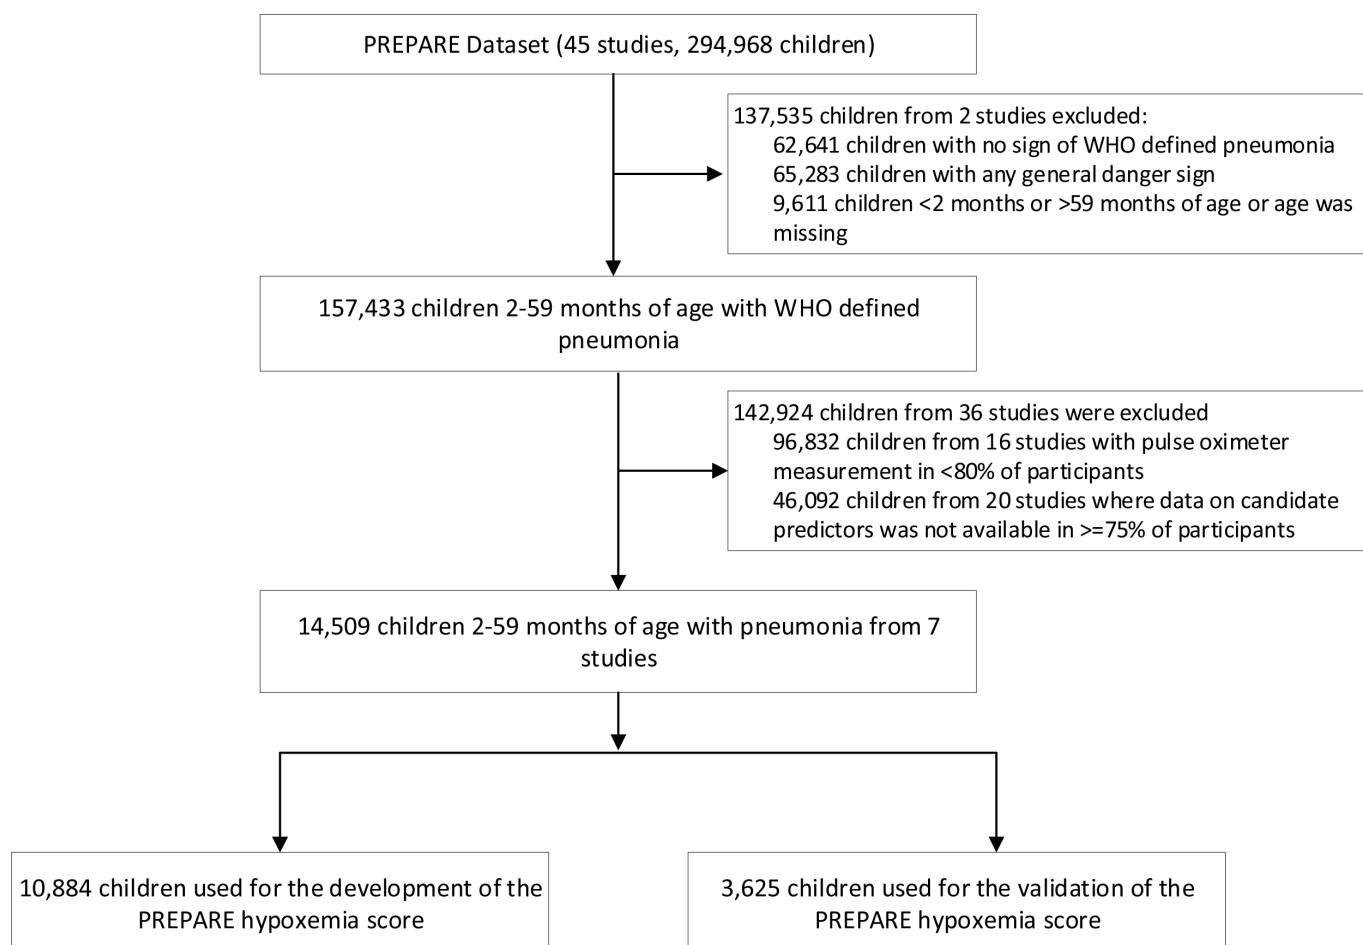 PREPARE Dataset (45 studies, 294,968 children)
137,535 children from 2 studies excluded:
62,641 children with no sign of WHO defined pneumonia
65,283 children with any general danger sign
9,611 children <2 months or >59 months of age or age was
missing
157,433 children 2-59 months of age with WHO defined
pneumonia
142,924 children from 36 studies were excluded
96,832 children from 16 studies with pulse oximeter
measurement in <80% of participants
46,092 children from 20 studies where data on candidate
predictors was not available in >=75% of participants
14,509 children 2-59 months of age with pneumonia from 7
studies
10,884 children used for the development of the
PREPARE hypoxemia score
3,625 children used for the validation of the
PREPARE hypoxemia score